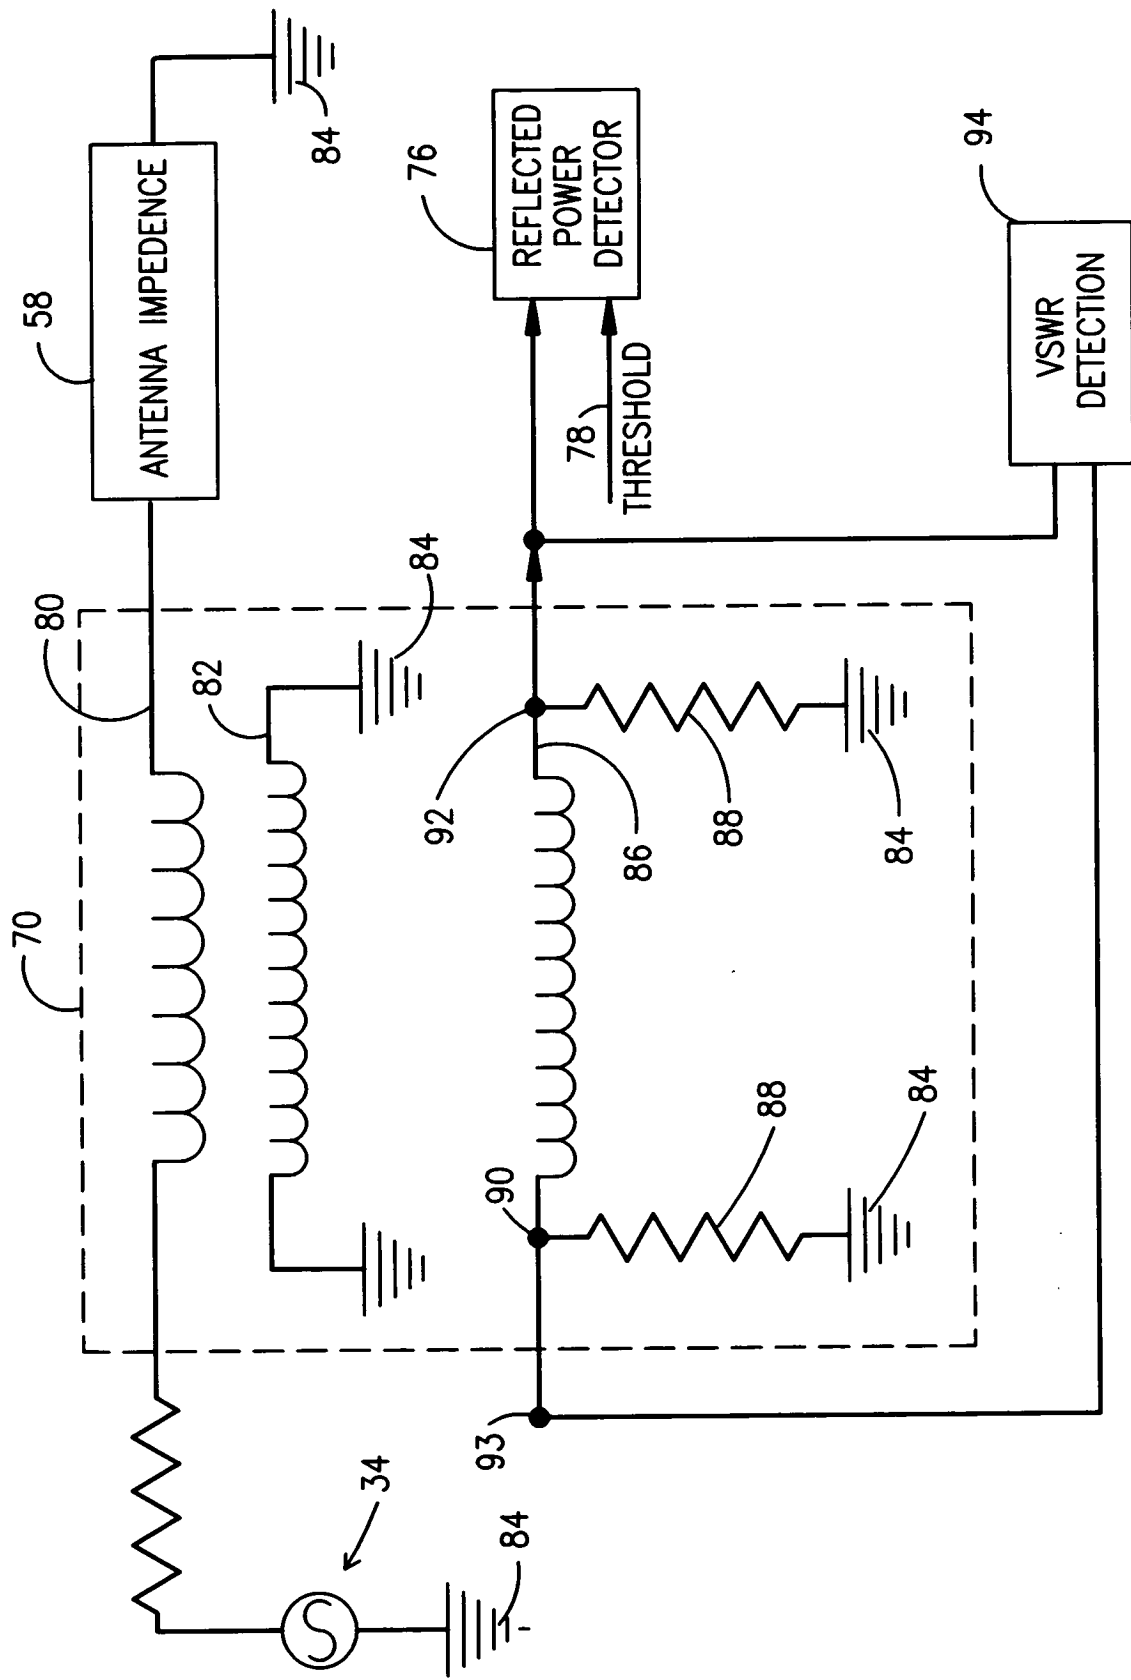 70
80
58
ANTENNA IMPEDENCE
84
82
84
76
REFLECTED
POWER
DETECTOR
78
THRESHOLD
92
86
88
84
90
88
84
93
34
84
94
VSWR
DETECTION